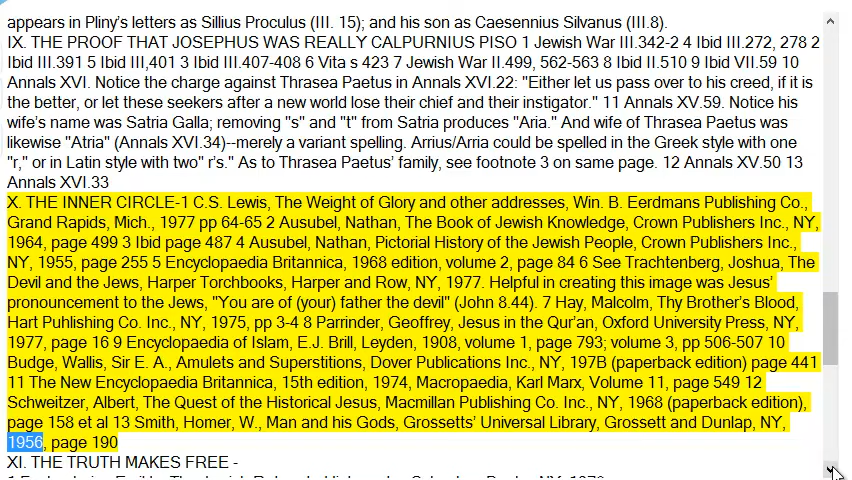 appears in Pliny's letters as Sillius Proculus (III. 15); and his son as Caesennius Silvanus (III.8).
IX. THE PROOF THAT JOSEPHUS WAS REALLY CALPURNIUS PISO 1 Jewish War III.342-2 4 Ibid III.272, 278 2
Ibid III.391 5 Ibid III,401 3 Ibid III.407-408 6 Vita s 423 7 Jewish War II.499, 562-563 8 Ibid II.510 9 Ibid VII.59 10
Annals XVI. Notice the charge against Thrasea Paetus in Annals XVI.22: "Either let us pass over to his creed, if it is
the better, or let these seekers after a new world lose their chief and their instigator." 11 Annals XV.59. Notice his
wife's name was Satria Galla; removing "s" and "t" from Satria produces "Aria." And wife of Thrasea Paetus was
likewise "Atria" (Annals XVI.34)--merely a variant spelling. Arrius/Arria could be spelled in the Greek style with one
"r," or in Latin style with two" r's." As to Thrasea Paetus' family, see footnote 3 on same page. 12 Annals XV.50 13
Annals XVI.33
X. THE INNER CIRCLE-1 C.S. Lewis, The Weight of Glory and other addresses, Win. B. Eerdmans Publishing Co.,
Grand Rapids, Mich., 1977 pp 64-65 2 Ausubel, Nathan, The Book of Jewish Knowledge, Crown Publishers Inc., NY,
1964, page 499 3 Ibid page 487 4 Ausubel, Nathan, Pictorial History of the Jewish People, Crown Publishers Inc.,
NY, 1955, page 255 5 Encyclopaedia Britannica, 1968 edition, volume 2, page 84 6 See Trachtenberg, Joshua, The
Devil and the Jews, Harper Torchbooks, Harper and Row, NY, 1977. Helpful in creating this image was Jesus'
pronouncement to the Jews, "You are of (your) father the devil" (John 8.44). 7 Hay, Malcolm, Thy Brother's Blood,
Hart Puhlishing Co. Inc., NY, 1975, pp 3-4 8 Parrinder, Geoffrey, Jesus in the Qur'an, Oxford University Press, NY,
1977, page 16 9 Encyclopaedia of Islam, E.J. Brill, Leyden, 1908, volume 1, page 793; volume 3, pp 506-507 10
Budge, Wallis, Sir E. A., Amulets and Superstitions, Dover Publications Inc., NY, 197B (paperback edition) page 441
11 The New Encyclopaedia Britannica, 15th edition, 1974, Macropaedia, Karl Marx, Volume 11, page 549 12
Schweitzer, Albert, The Quest of the Historical Jesus, Macmillan Publishing Co. Inc., NY, 1968 (paperback edition),
page 158 et al 13 Smith, Homer, W., Man and his Gods, Grossetts' Universal Library, Grossett and Dunlap, NY,
1956, page 190
XI. THE TRUTH MAKES FREE -